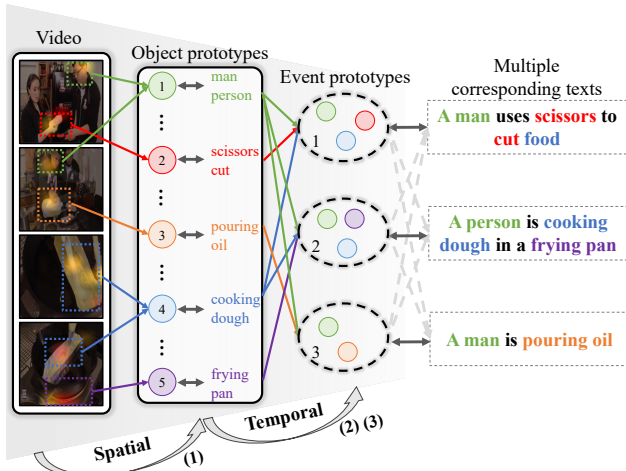 Video
Object prototypes
Event prototypes
Multiple
corresponding texts
1
man
person
2
scissors
cut
3
pouring
oil
4
cooking
dough
5
frying
pan
1
2
3
A man uses scissors to
cut food
A person is cooking
dough in a frying pan
A man is pouring oil
Spatial
(1)
Temporal
(2) (3)